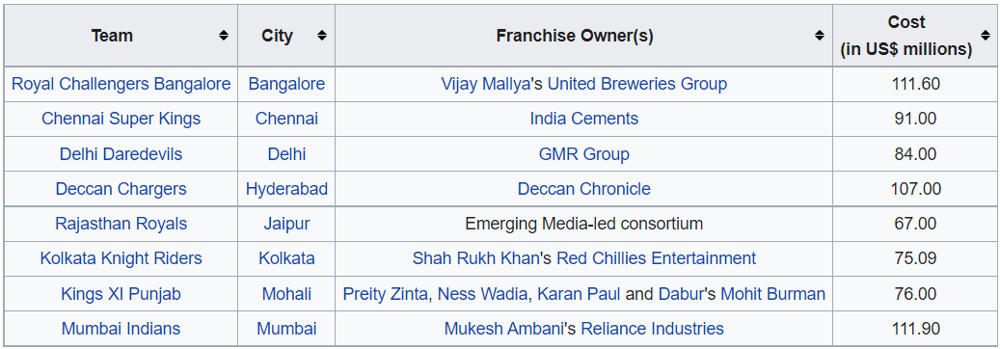 Team City Franchise Owner(s) Cost
(in US$ millions)
Royal Challengers Bangalore Bangalore Vijay Mallya's United Breweries Group 111.60
Chennai Super Kings Chennai India Cements 91.00
Delhi Daredevils Delhi GMR Group 84.00
Deccan Chargers Hyderabad Deccan Chronicle 107.00
Rajasthan Royals Jaipur Emerging Media-led consortium 67.00
Kolkata Knight Riders Kolkata Shah Rukh Khan's Red Chillies Entertainment 75.09
Kings XI Punjab Mohali Preity Zinta, Ness Wadia, Karan Paul and Dabur's Mohit Burman 76.00
Mumbai Indians Mumbai Mukesh Ambani's Reliance Industries 111.90